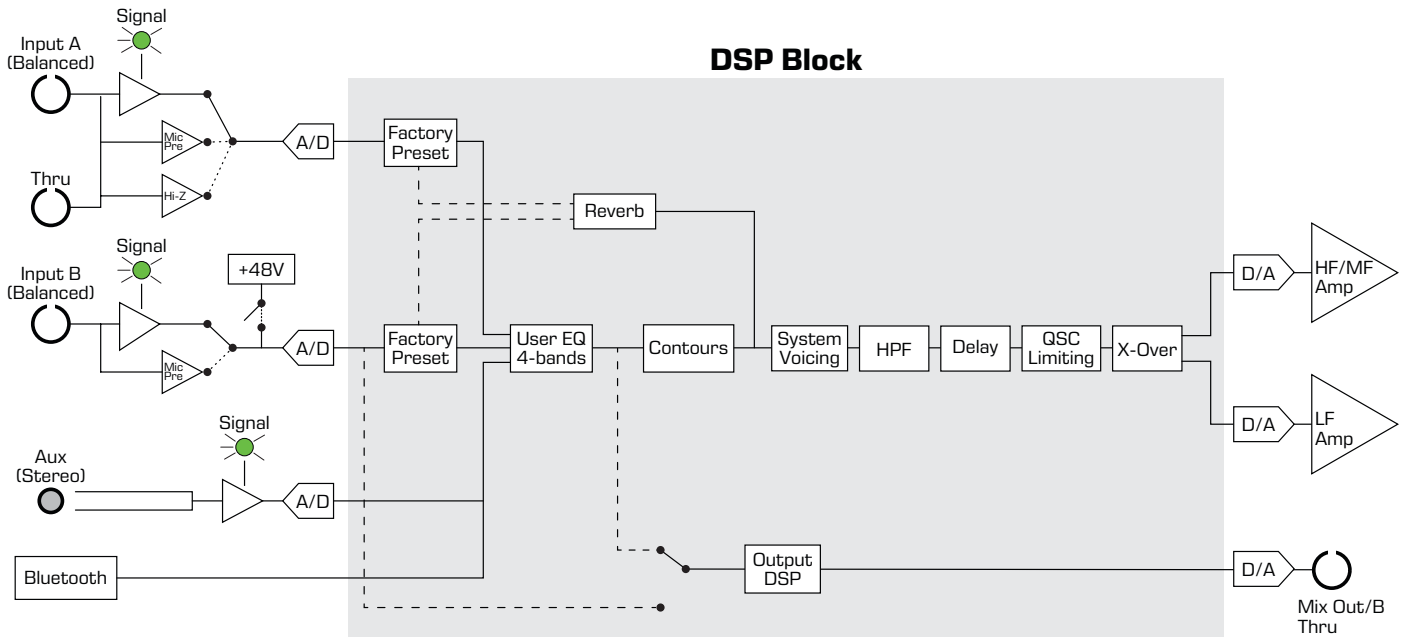 DSP Block
Signal
Input A
(Balanced)
Thru
Mic
Pre
Hi-Z
A/D
Factory
Preset
Reverb
Signal
Input B
(Balanced)
+48V
Mic
Pre
A/D
Factory
Preset
User EQ
4-bands
Contours
System
Voicing
HPF
Delay
QSC
Limiting
X-Over
D/A
HF/MF
Amp
D/A
LF
Amp
Signal
Aux
(Stereo)
A/D
Bluetooth
Output
DSP
D/A
Mix Out/B
Thru